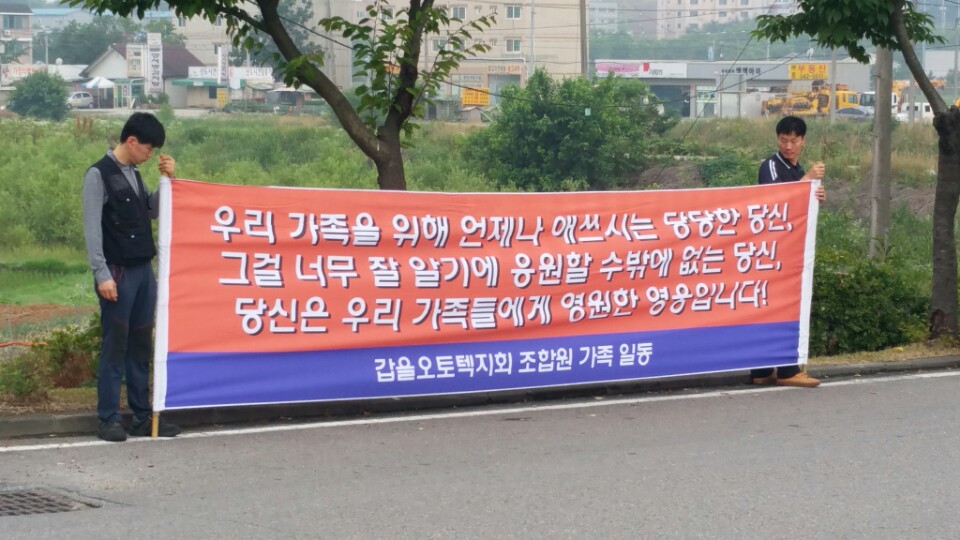 우리 가족을 위해 언제나 애쓰시는 당당한 당신,
그걸 너무 잘 알기에 응원할 수밖에 없는 당신,
당신은 우리 가족들에게 영원한 영웅입니다!
갑을오토텍지회 조합원 가족 일동